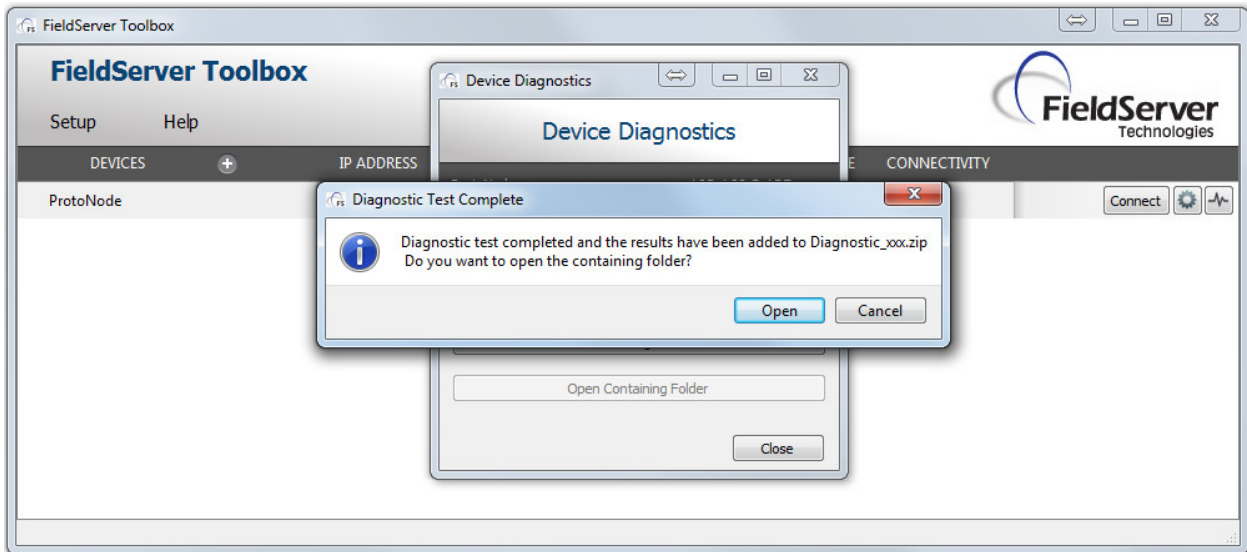 FieldServer Toolbox
FieldServer Toolbox
Setup Help
FieldServer
Technologies
DEVICES IP ADDRESS CONNECTIVITY
ProtoNode Connect
Device Diagnostics
Device Diagnostics
Diagnostic Test Complete
Diagnostic test completed and the results have been added to Diagnostic_xxx.zip
Do you want to open the containing folder?
Open Cancel
Open Containing Folder
Close